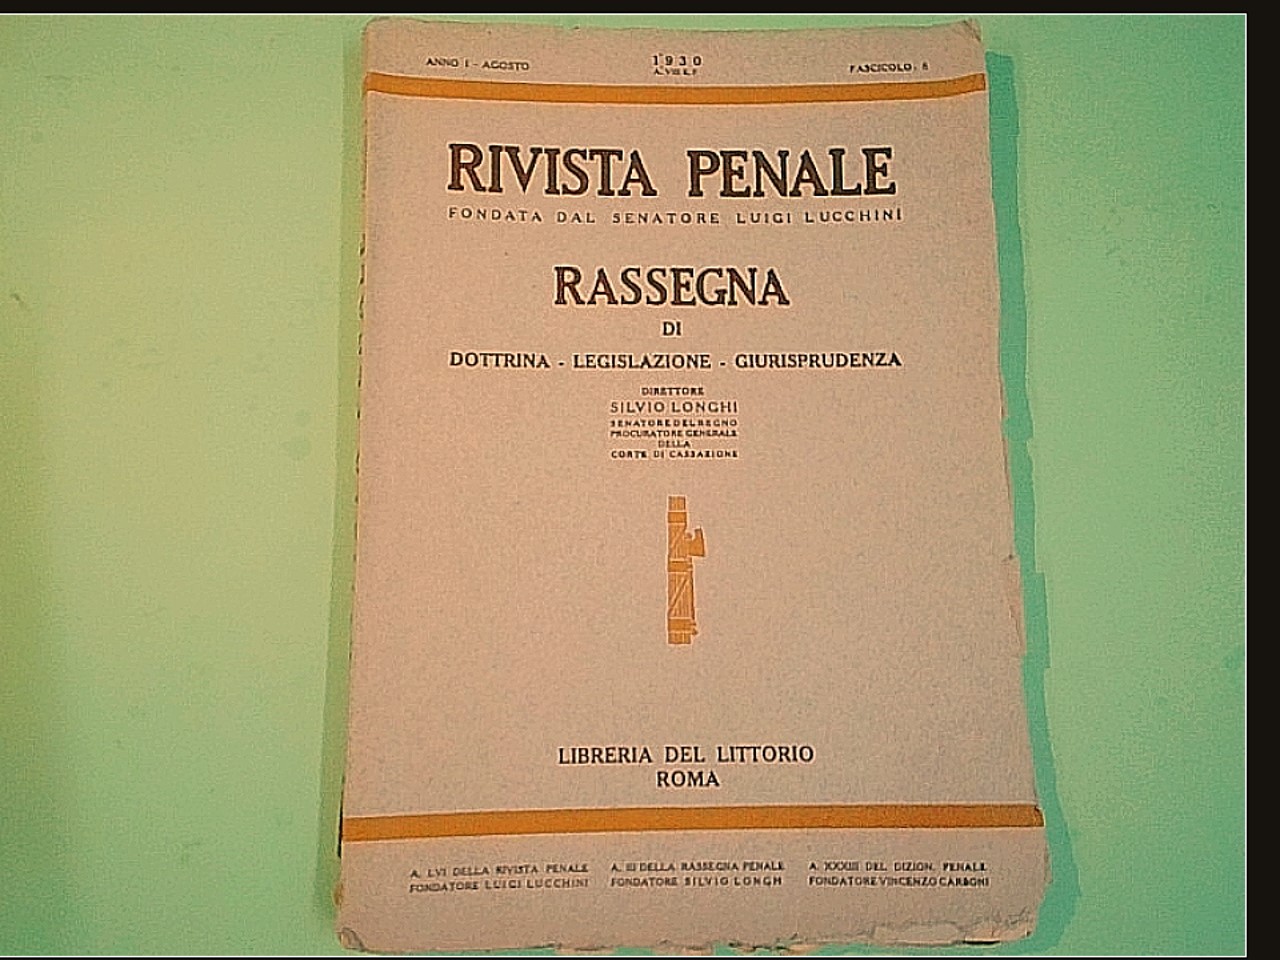 ANNO I - AGOSTO
1930
A. VIII E. F.
FASCICOLO: 8
RIVISTA PENALE
FONDATA DAL SENATORE LUIGI LUCCHINI
RASSEGNA
DI
DOTTRINA - LEGISLAZIONE - GIURISPRUDENZA
DIRETTORE
SILVIO LONGHI
SENATORE DEL REGNO
PROCURATORE GENERALE
DELLA
CORTE DI CASSAZIONE
LIBRERIA DEL LITTORIO
ROMA
A. LVI DELLA RIVISTA PENALE
FONDATORE LUIGI LUCCHINI
A. III DELLA RASSEGNA PENALE
FONDATORE SILVIO LONGH
A. XXXIII DEL DIZION. PENALE
FONDATORE VINCENZO CARBONI